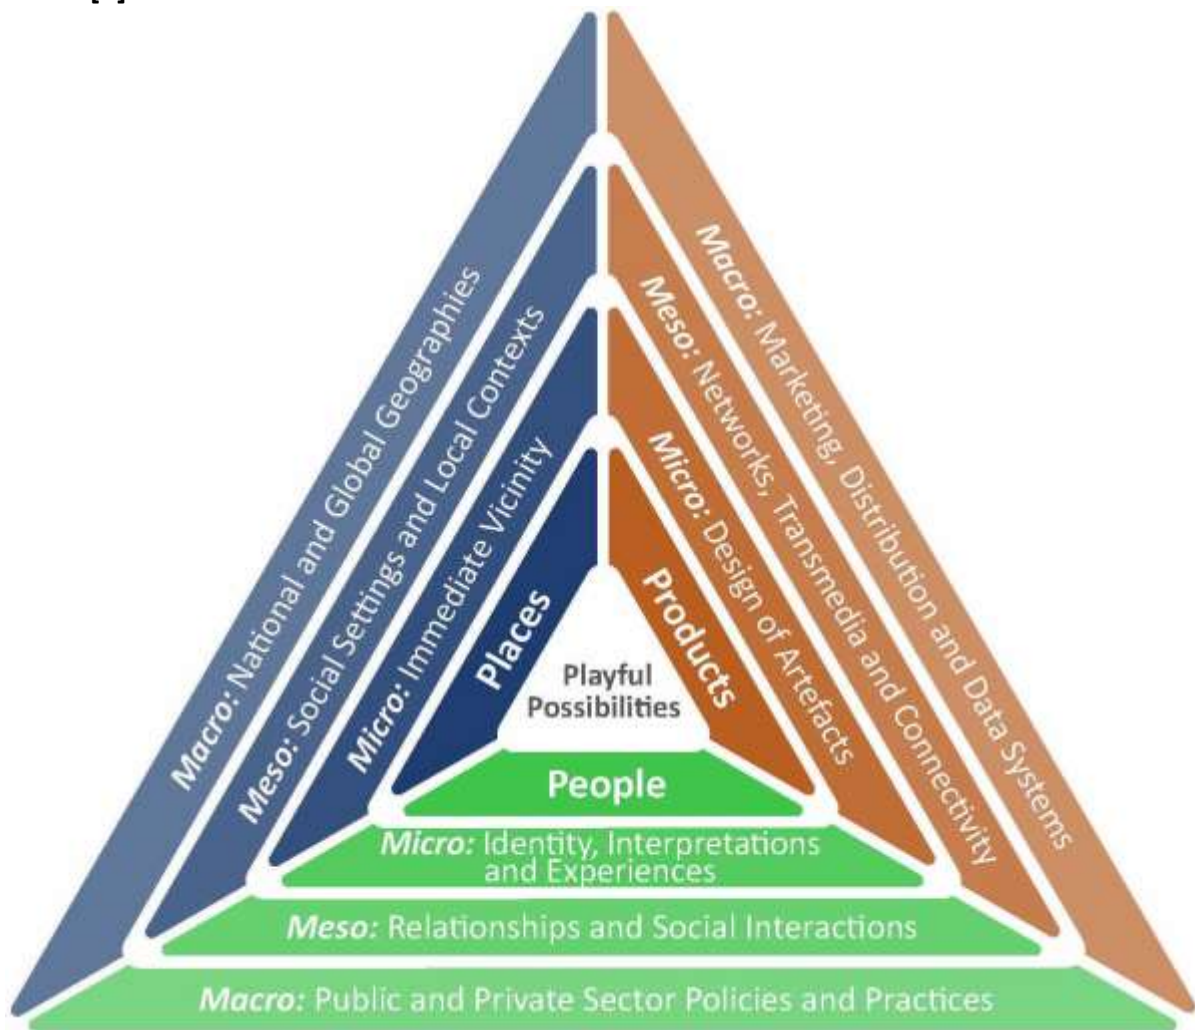 Macro: National and Global Geographies
Meso: Social Settings and Local Contexts
Micro: Immediate Vicinity
Places
Macro: Marketing, Distribution and Data Systems
Meso: Networks, Transmedia and Connectivity
Micro: Design of Artefacts
Products
Playful
Possibilities
People
Micro: Identity, Interpretations
and Experiences
Meso: Relationships and Social Interactions
Macro: Public and Private Sector Policies and Practices